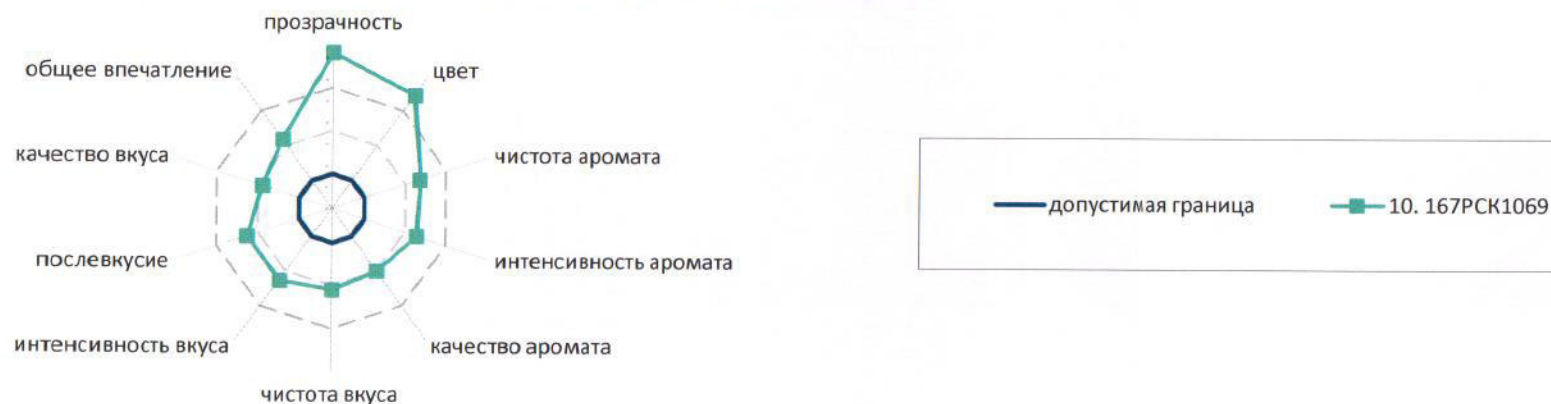 прозрачность
общее впечатление
цвет
качество вкуса
чистота аромата
допустимая граница
10. 167РСК1069
послевкусие
интенсивность аромата
интенсивность вкуса
качество аромата
чистота вкуса